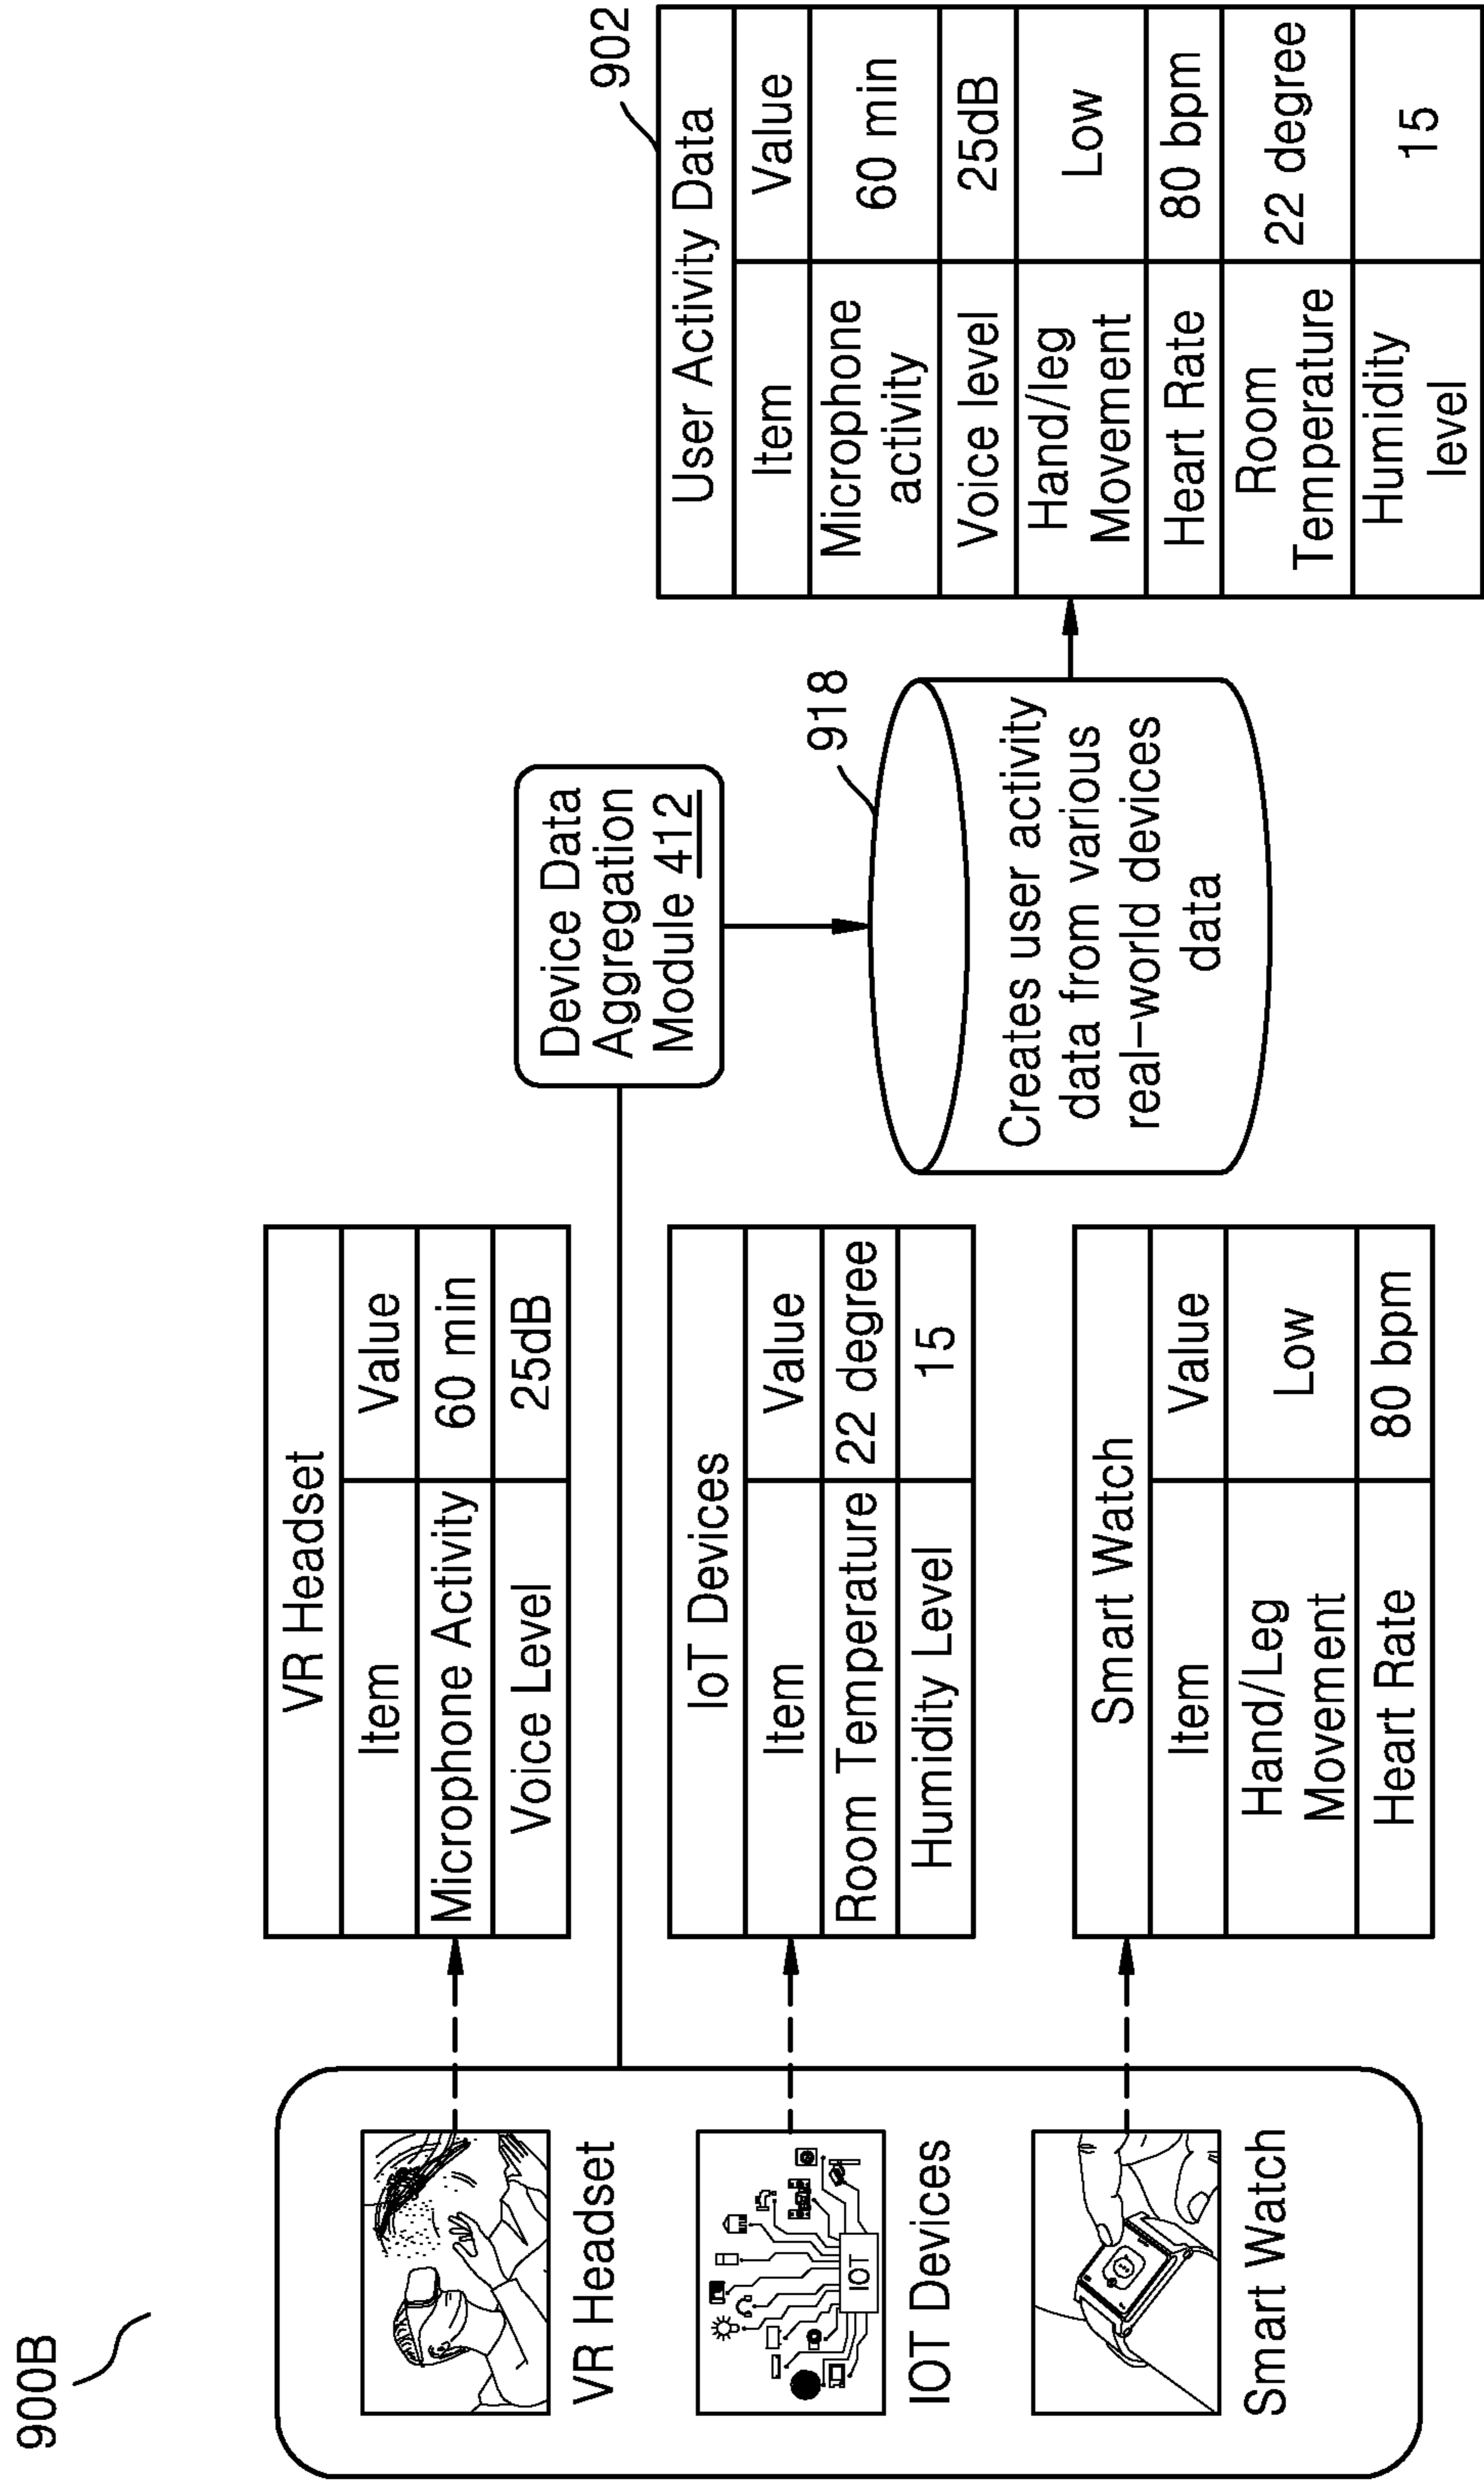 900B
VR Headset
IOT
IOT Devices
Smart Watch
VR Headset
Item Value
Microphone Activity 60 min
Voice Level 25dB
IoT Devices
Item Value
Room Temperature 22 degree
Humidity Level 15
Smart Watch
Item Value
Hand/Leg
Movement Low
Heart Rate 80 bpm
Device Data
Aggregation
Module 412
918
Creates user activity
data from various
real-world devices
data
902
User Activity Data
Item Value
Microphone
activity 60 min
Voice level 25dB
Hand/leg
Movement Low
Heart Rate 80 bpm
Room
Temperature 22 degree
Humidity
level 15